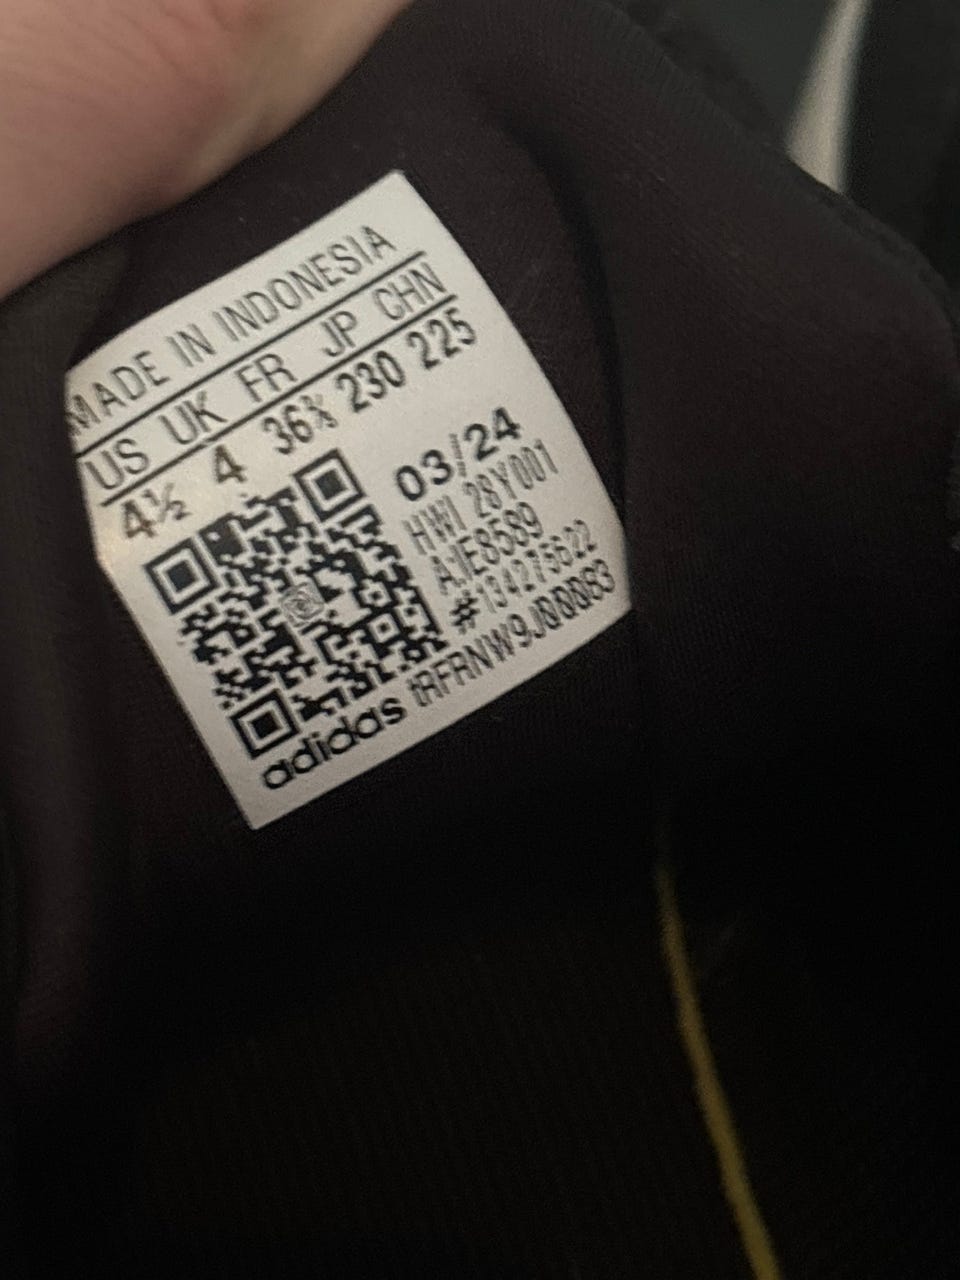 MADE IN INDONESIA
US UK FR JP CHN
4½ 4 36⅔ 230 225
03/24
HWI 28Y001
#134275622
adidas